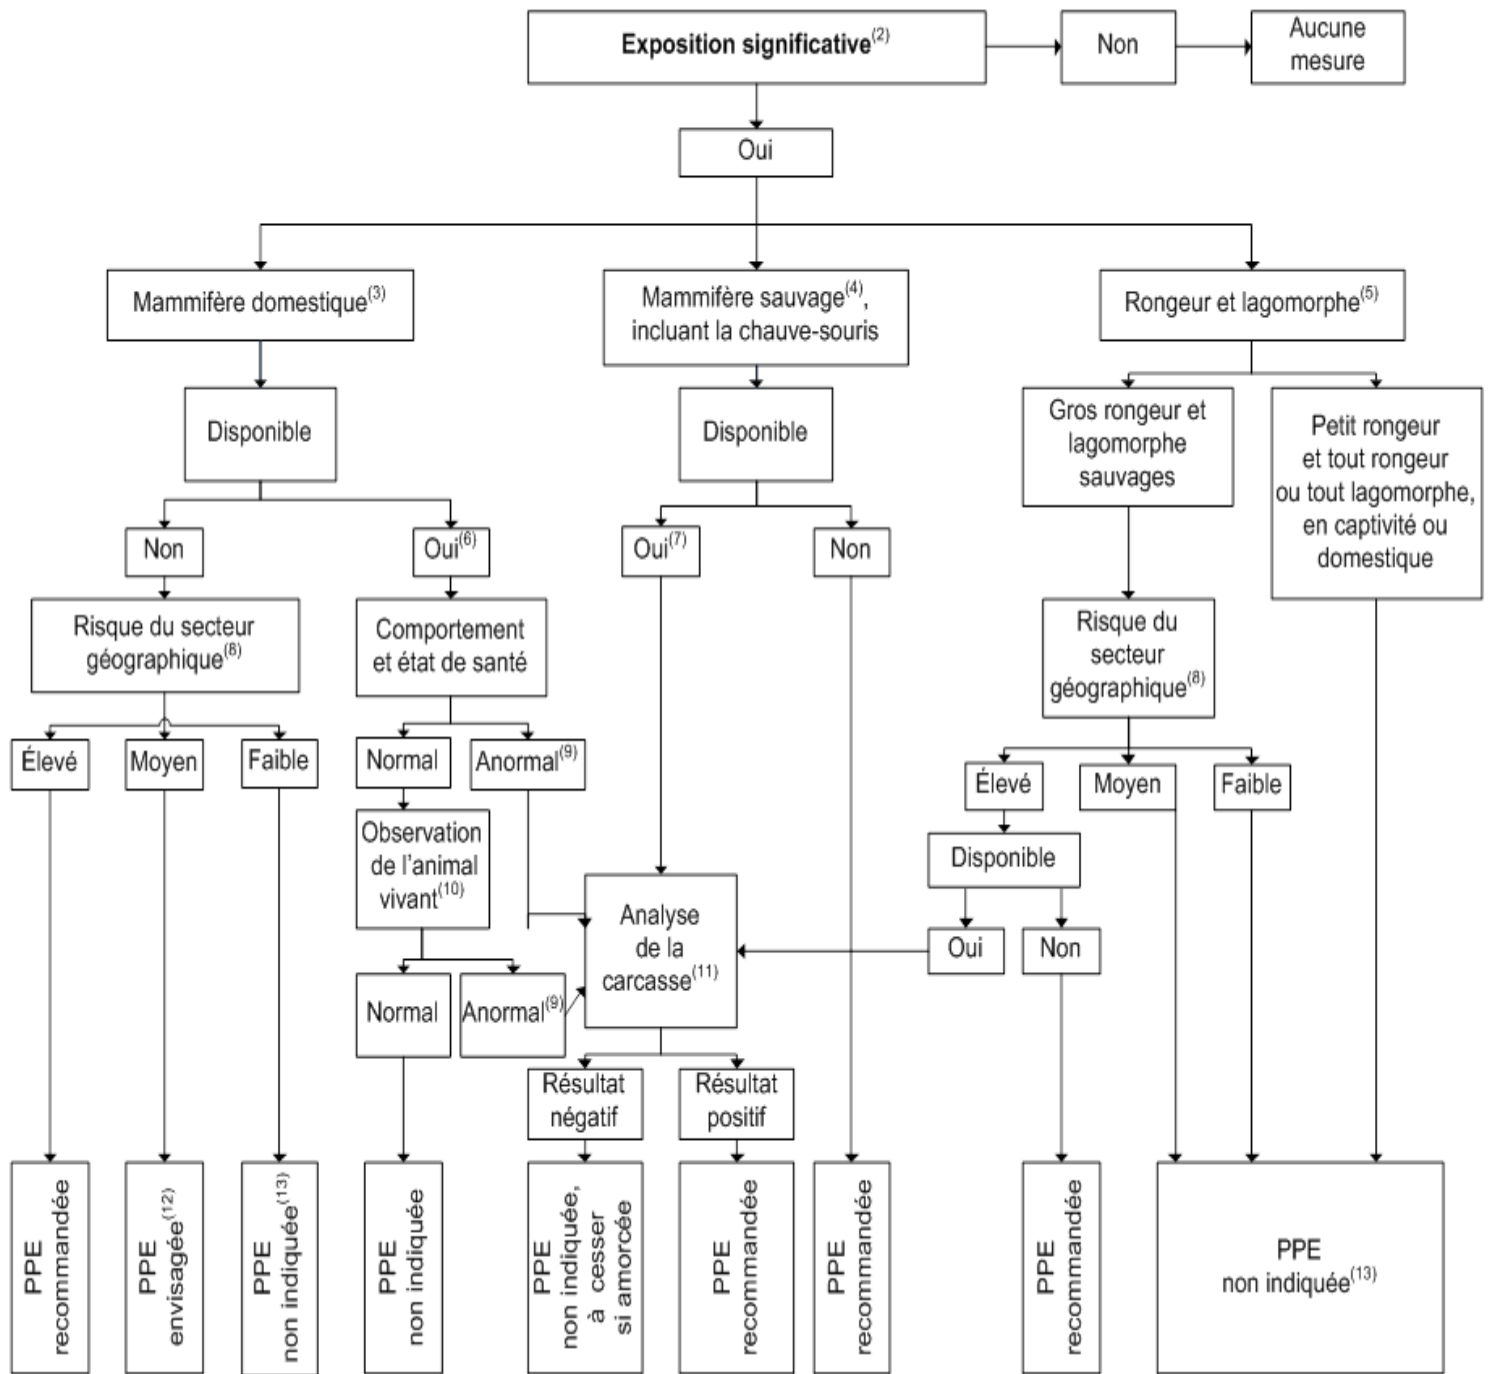 Exposition significative(2)
Non
Aucune
mesure
Oui
Mammifère domestique(3)
Mammifère sauvage(4),
incluant la chauve-souris
Rongeur et lagomorphe(5)
Disponible
Disponible
Gros rongeur et
lagomorphe
sauvages
Petit rongeur
et tout rongeur
ou tout lagomorphe,
en captivité ou
domestique
Non
Oui(6)
Oui(7)
Non
Risque du secteur
géographique(8)
Comportement
et état de santé
Risque du
secteur
géographique(8)
Élevé
Moyen
Faible
Normal
Anormal(9)
Élevé
Moyen
Faible
Observation
de l'animal
vivant(10)
Disponible
Analyse
de la
carcasse(11)
Oui
Non
Normal
Anormal(9)
Résultat
négatif
Résultat
positif
PPE
recommandée
PPE
envisagée(12)
PPE
non indiquée(13)
PPE
non indiquée
PPE
non indiquée,
à cesser
si amorcée
PPE
recommandée
PPE
recommandée
PPE
recommandée
PPE
non indiquée(13)